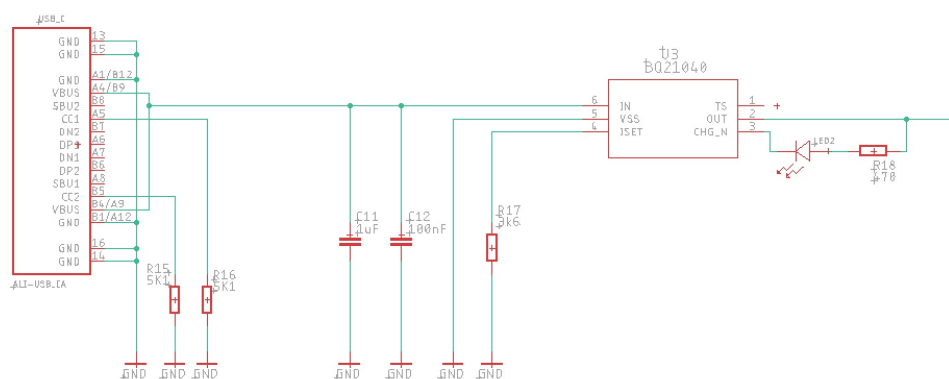 USB_C
GND 13
GND 15
GND A1/B12
VBUS A4/B9
SBU2 B8
CC1 A5
DN2 B7
DP1 A6
DN1 A7
DP2 B6
SBU1 A8
CC2 B5
VBUS B4/A9
GND B1/A12
GND 16
GND 14
R15
5K1
R16
5K1
C11
1uF
C12
100nF
R17
3k6
U3
BQ21040
6 IN
5 VSS
4 ISET
TS 1
OUT 2
CHG_N 3
LED2
R18
470
GND
GND
GND
GND
GND
GND
GND